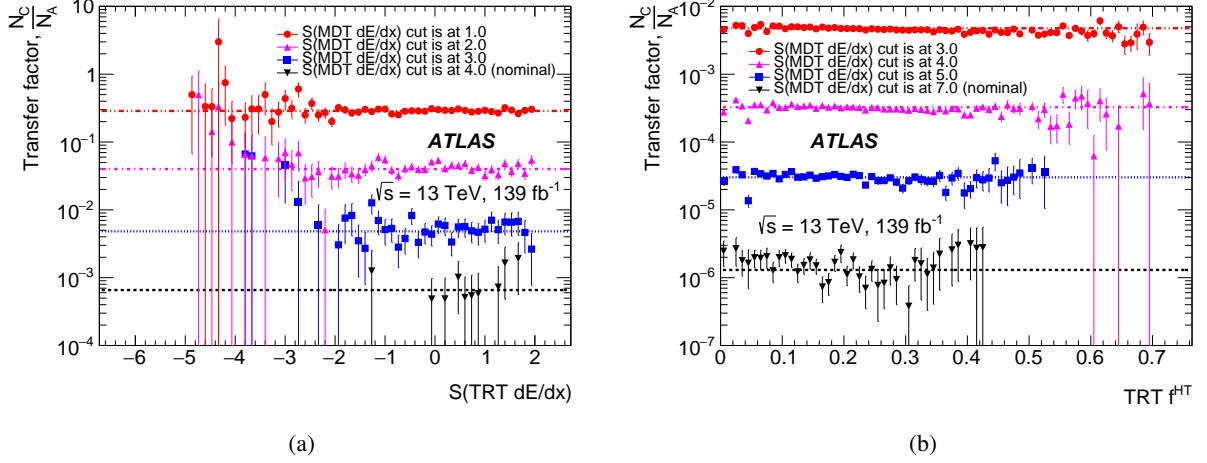 Transfer factor, N_C/N_A
10
1
10⁻¹
10⁻²
10⁻³
10⁻⁴
S(MDT dE/dx) cut is at 1.0
S(MDT dE/dx) cut is at 2.0
S(MDT dE/dx) cut is at 3.0
S(MDT dE/dx) cut is at 4.0 (nominal)
ATLAS
√s = 13 TeV, 139 fb⁻¹
−6 −5 −4 −3 −2 −1 0 1 2
S(TRT dE/dx)
(a)
Transfer factor, N_C/N_A
10⁻²
10⁻³
10⁻⁴
10⁻⁵
10⁻⁶
10⁻⁷
S(MDT dE/dx) cut is at 3.0
S(MDT dE/dx) cut is at 4.0
S(MDT dE/dx) cut is at 5.0
S(MDT dE/dx) cut is at 7.0 (nominal)
ATLAS
√s = 13 TeV, 139 fb⁻¹
0 0.1 0.2 0.3 0.4 0.5 0.6 0.7
TRT f^HT
(b)